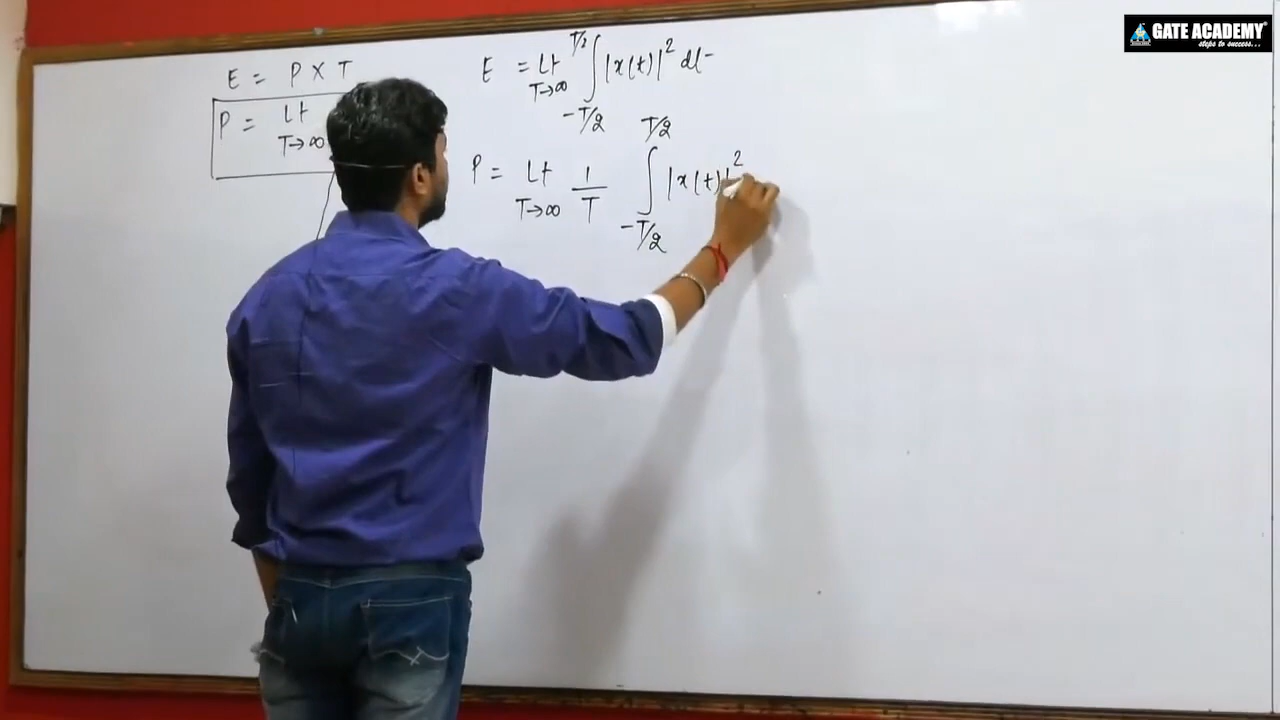 GATE ACADEMY®
steps to success...
E = P X T
P = Lt
T→∞
E = Lt T→∞ ∫ -T/2 T/2 |x(t)|² dt
P = Lt T→∞ 1/T ∫ -T/2 T/2 |x(t)|²